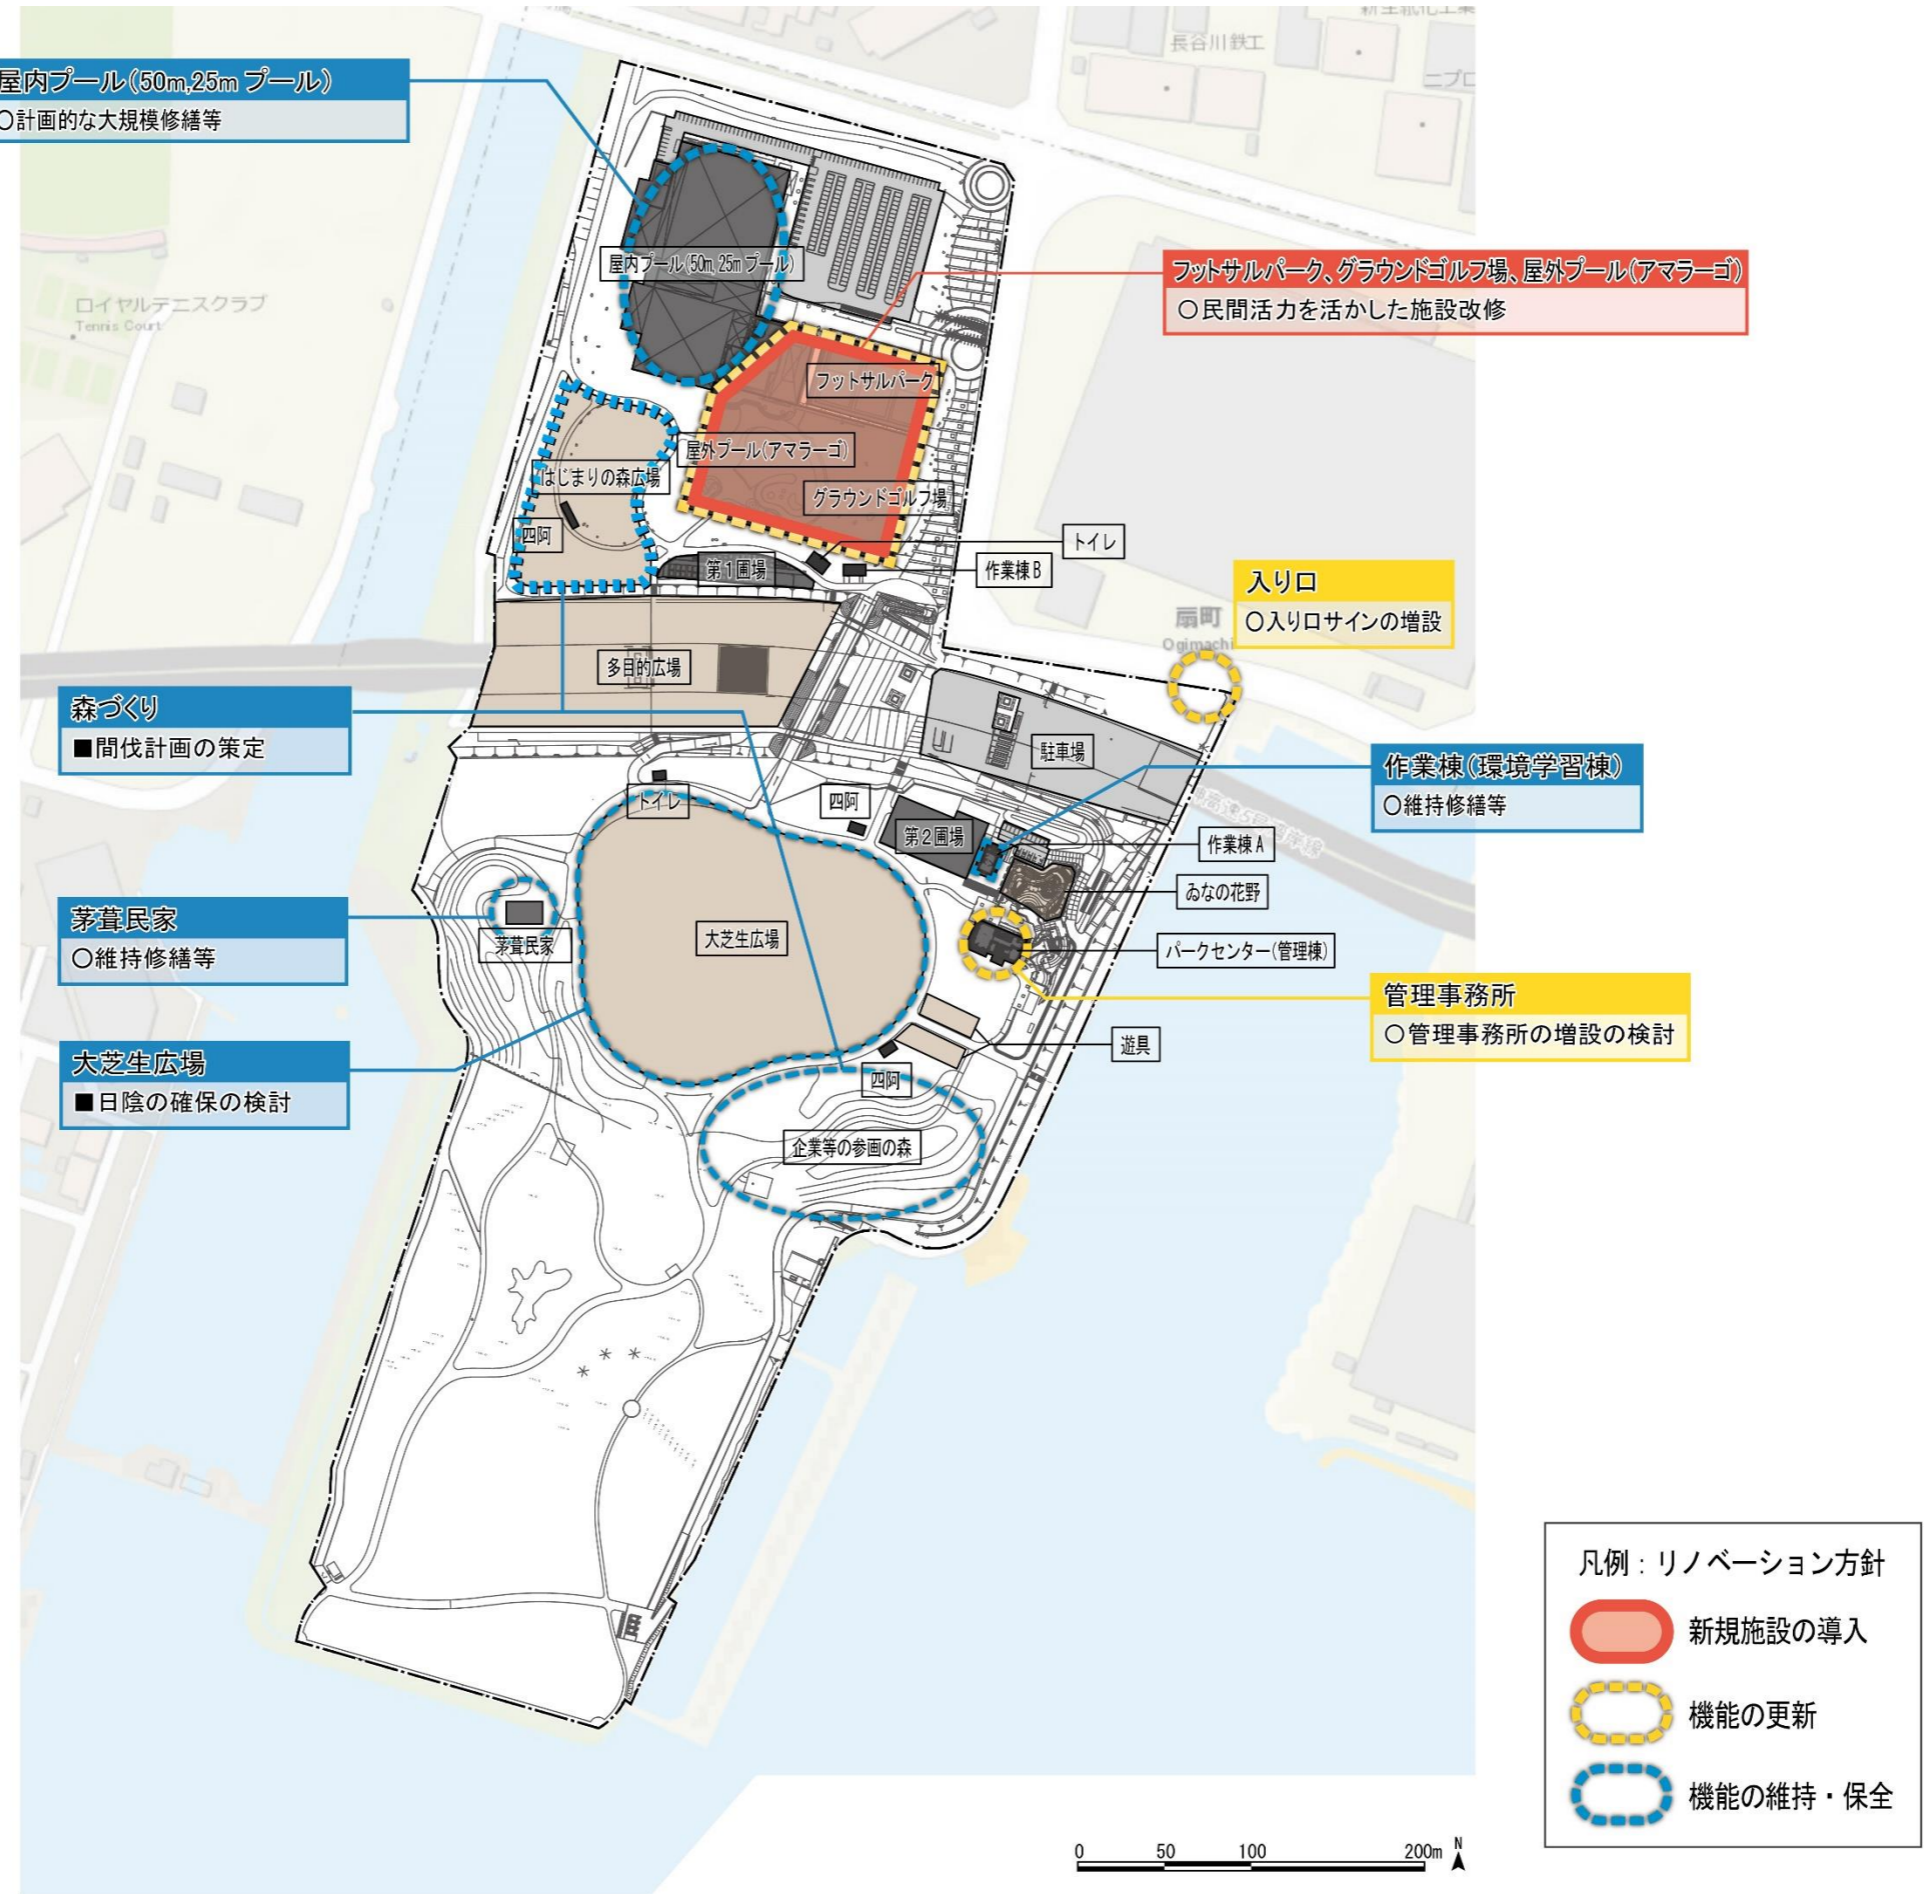 新生紙化工業
長谷川鉄工
ニプロ
屋内プール(50m,25m プール)
〇計画的な大規模修繕等
屋内プール(50m, 25m プール)
フットサルパーク、グラウンドゴルフ場、屋外プール(アマラーゴ)
〇民間活力を活かした施設改修
ロイヤルテニスクラブ
Tennis Court
フットサルパーク
屋外プール(アマラーゴ)
はじまりの森広場
グラウンドゴルフ場
四阿
トイレ
第1圃場
作業棟B
入り口
〇入り口サインの増設
扇町
Ogimachi
多目的広場
森づくり
■間伐計画の策定
駐車場
作業棟(環境学習棟)
〇維持修繕等
トイレ
四阿
第2圃場
作業棟A
ゐなの花野
茅葺民家
〇維持修繕等
茅葺民家
大芝生広場
パークセンター(管理棟)
管理事務所
〇管理事務所の増設の検討
遊具
大芝生広場
■日陰の確保の検討
四阿
企業等の参画の森
凡例：リノベーション方針
新規施設の導入
機能の更新
機能の維持・保全
0 50 100 200m N